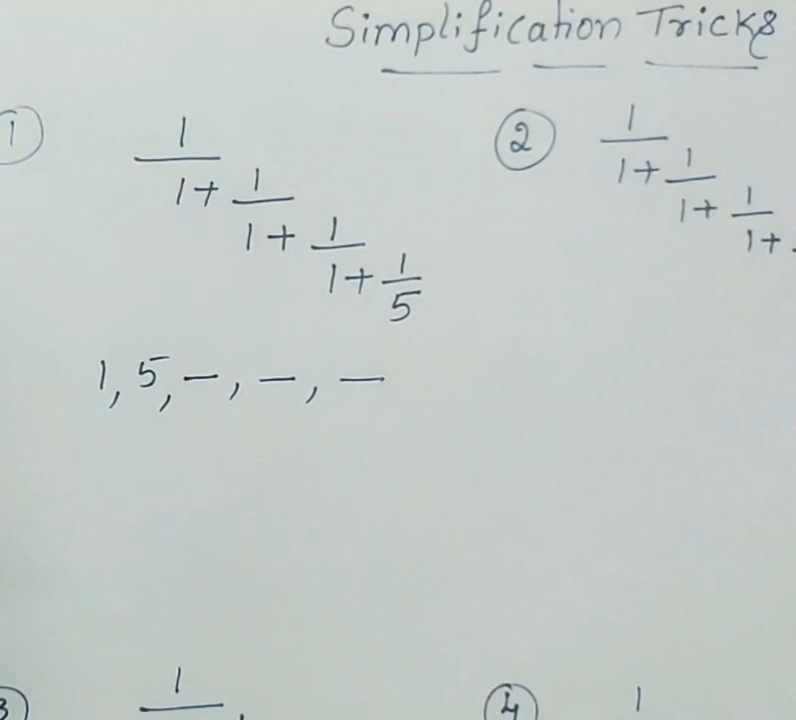 Simplification Tricks
1
1
1 + 1
1 + 1
1 + 1
5
1, 5, –, –, –
2
1
1 + 1
1 + 1
1 +
3
1
4
1